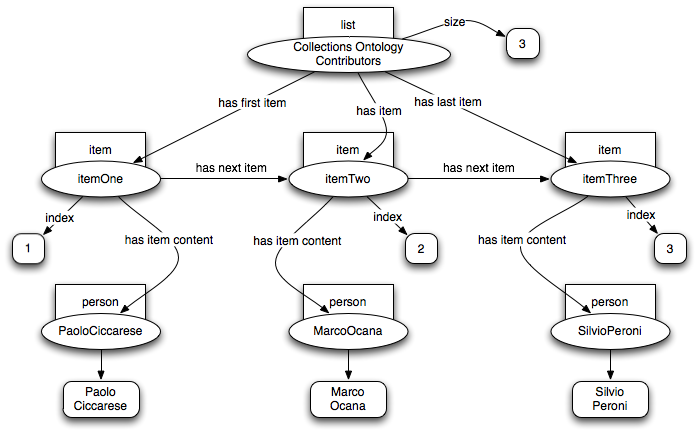 list
size
3
Collections Ontology
Contributors
has first item
has item
has last item
item
item
item
itemOne
has next item
itemTwo
has next item
itemThree
index
index
index
1
has item content
has item content
2
has item content
3
person
person
person
PaoloCiccarese
MarcoOcana
SilvioPeroni
Paolo
Ciccarese
Marco
Ocana
Silvio
Peroni